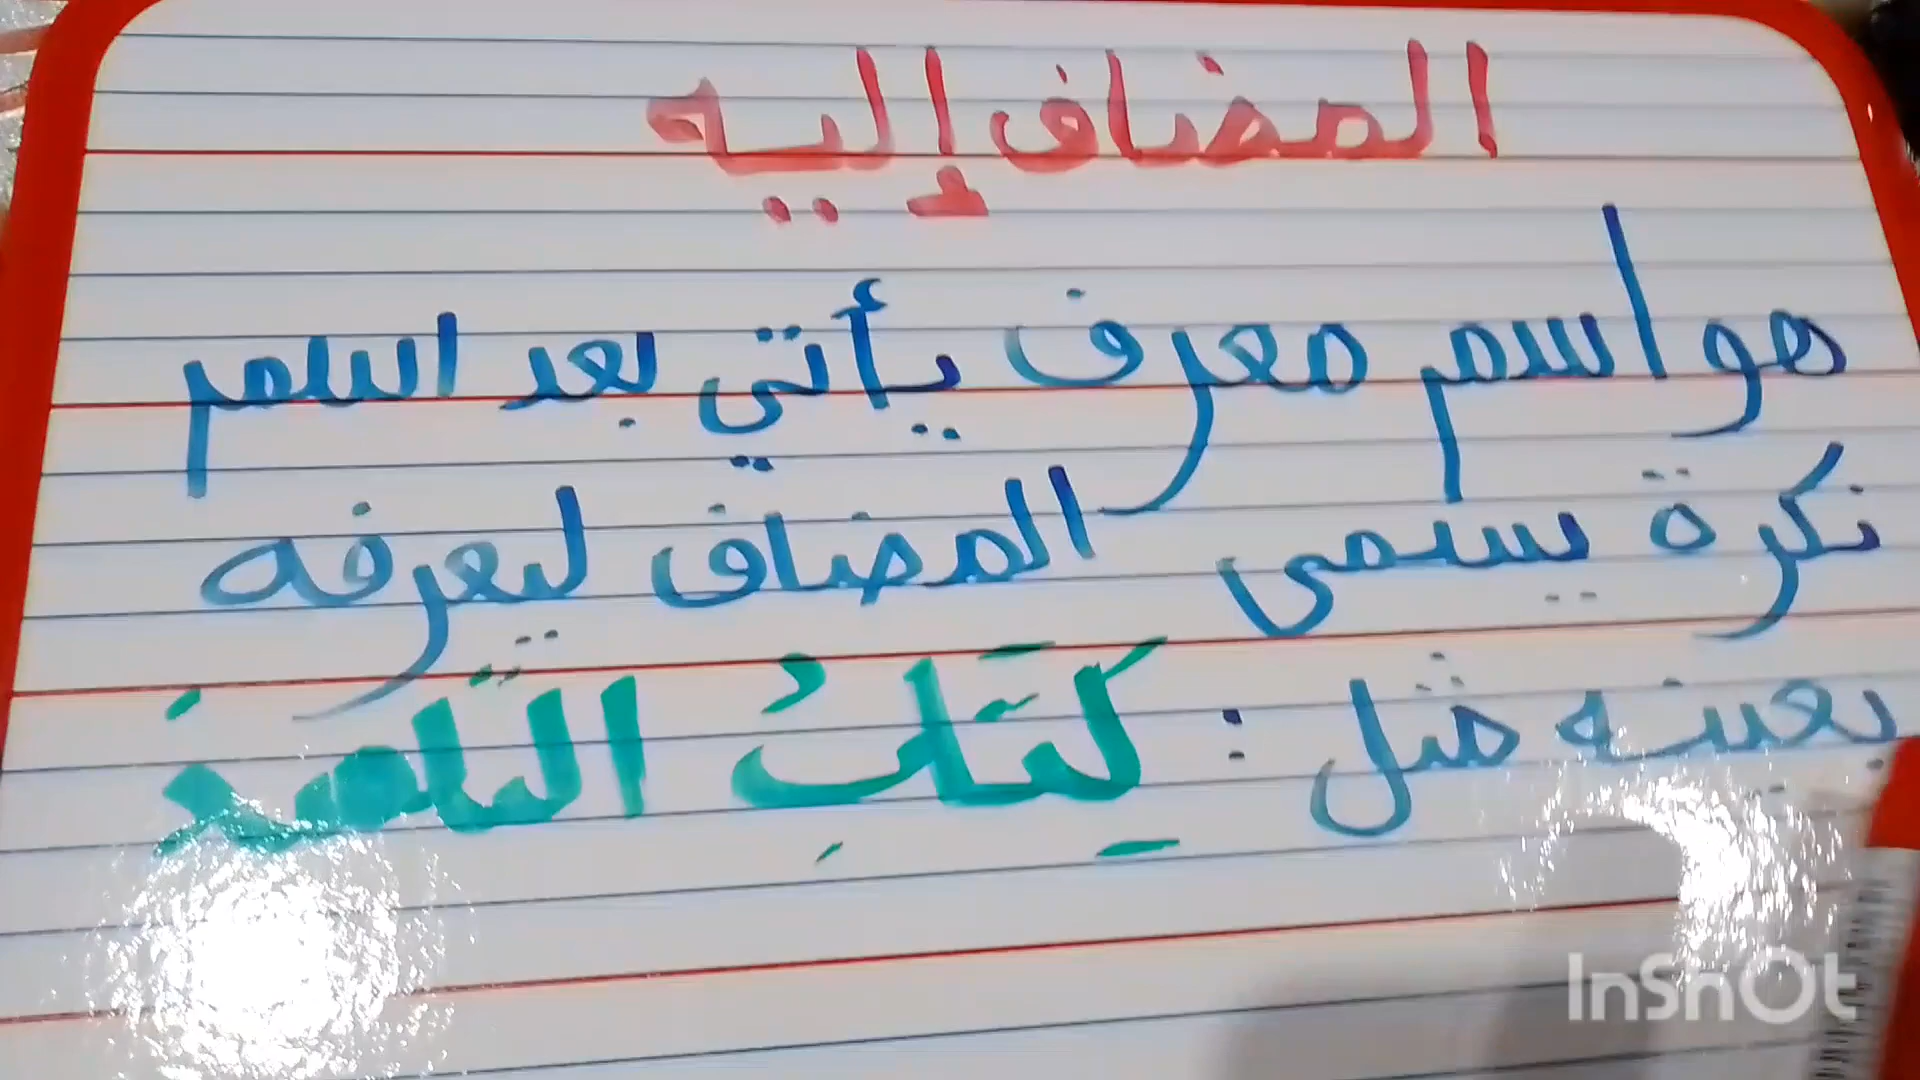 المضاف إليه
هو اسم معرف يأتي بعد اسم
نكرة يسمى المضاف ليعرفه
بعينه مثل : كِتَابُ
InShOt